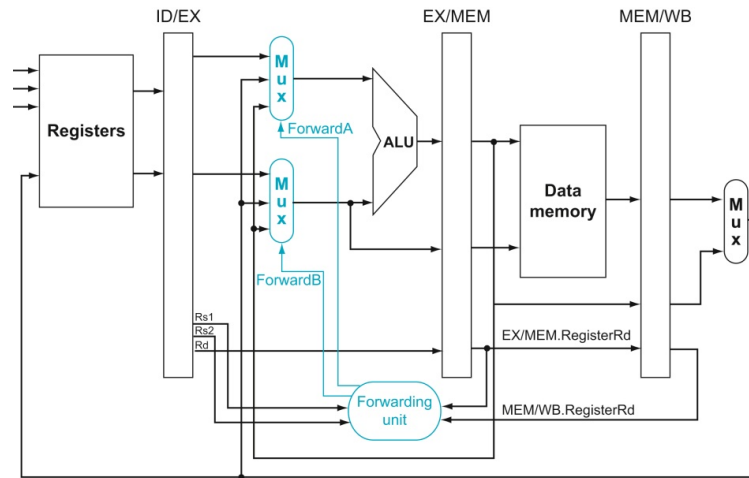 ID/EX
EX/MEM
MEM/WB
Registers
M
u
x
ForwardA
ALU
M
u
x
Data
memory
M
u
x
ForwardB
Rs1
Rs2
Rd
EX/MEM.RegisterRd
Forwarding
unit
MEM/WB.RegisterRd